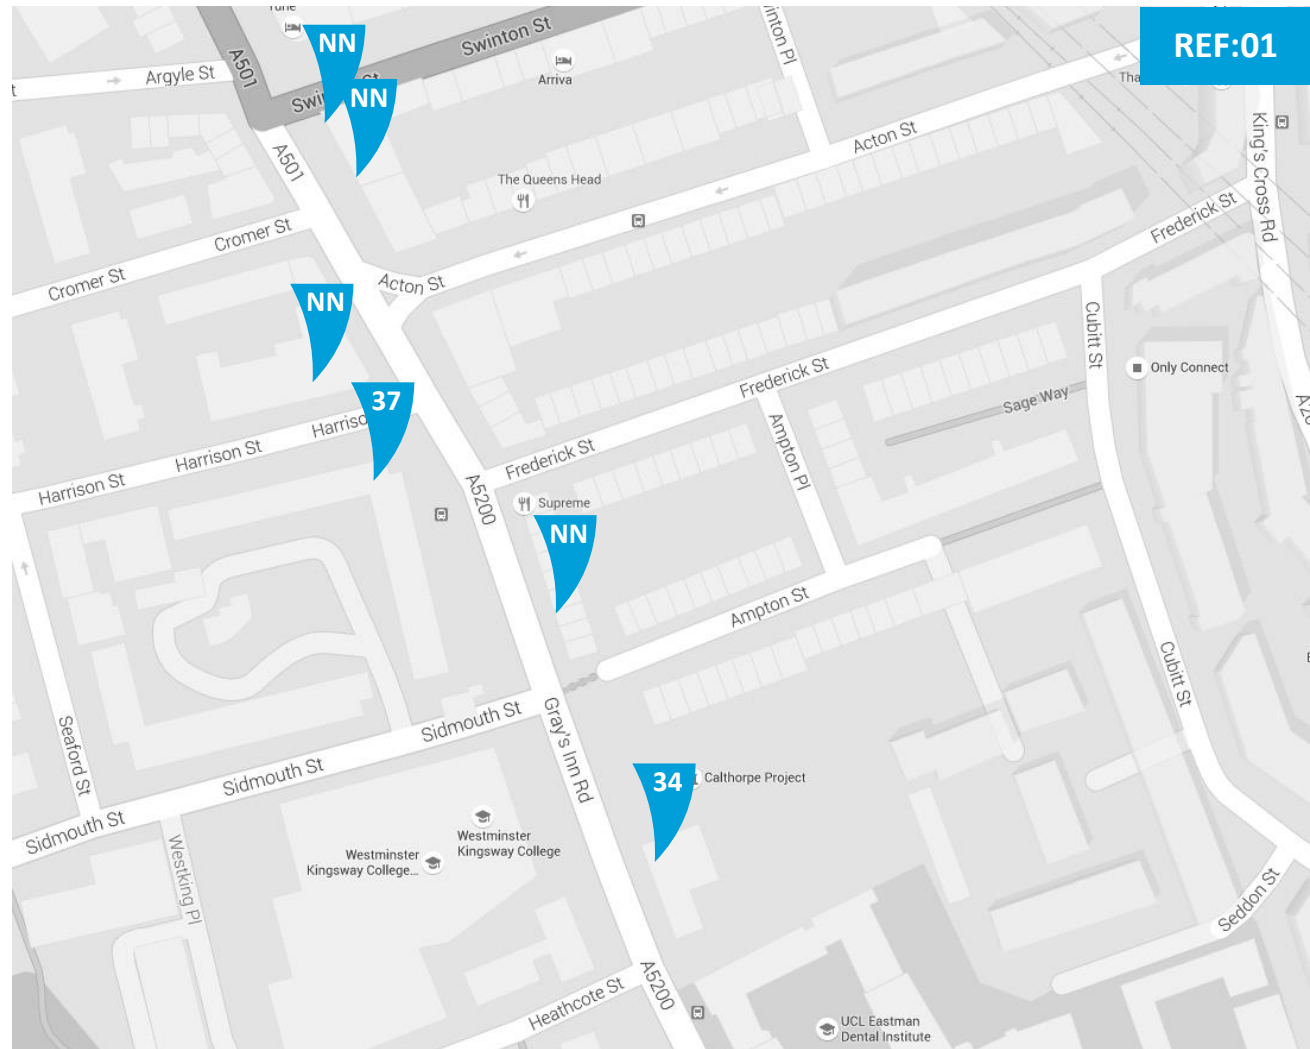 Tune
NN
Swinton St
REF:01
A501
Argyle St
Arriva
Swinton Pl
NN
Acton St
King's Cross Rd
A501
The Queens Head
Cromer St
Frederick St
Cromer St
Acton St
NN
Cubitt St
Only Connect
Frederick St
37
Sage Way
Harrison St
Harrison St
Ampton Pl
Frederick St
A5200
Supreme
NN
Ampton St
Cubitt St
Sidmouth St
Gray's Inn Rd
Seaford St
Sidmouth St
34
Calthorpe Project
Sidmouth St
Westminster
Kingsway College
Westminster
Kingsway College...
Westking Pl
Seddon St
A5200
Heathcote St
UCL Eastman
Dental Institute